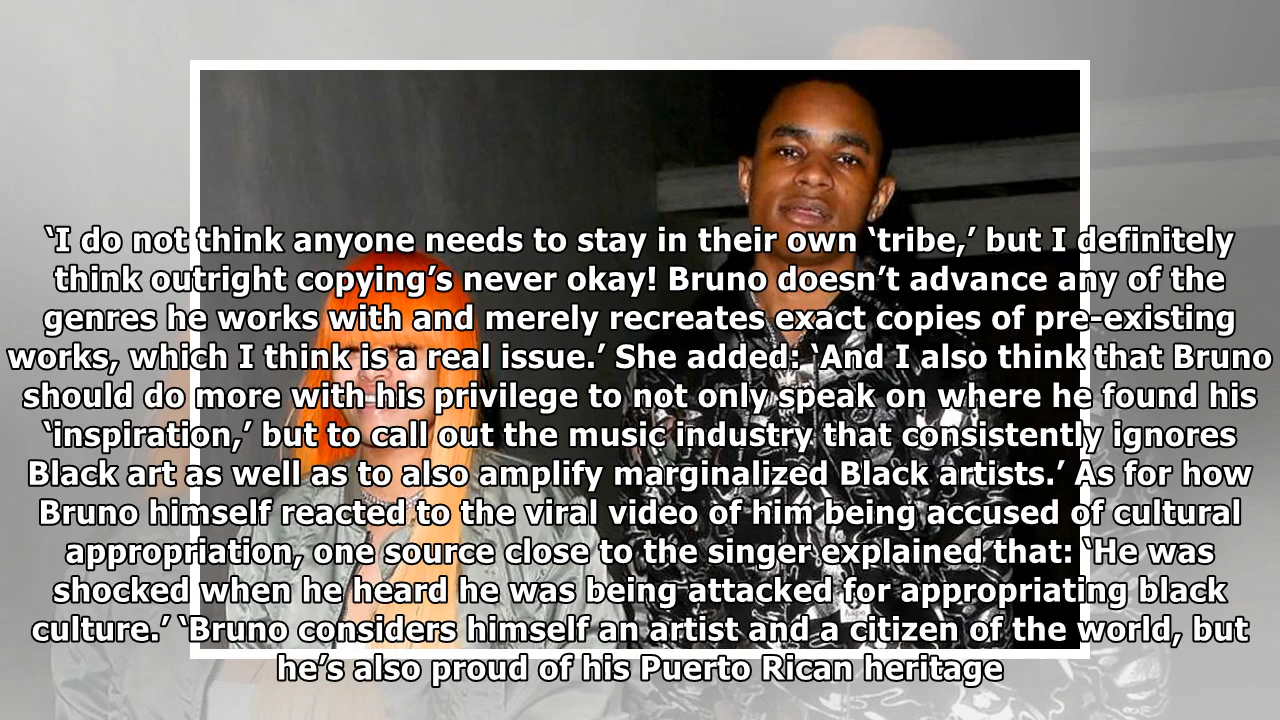 ‘I do not think anyone needs to stay in their own ‘tribe,’ but I definitely
think outright copying’s never okay! Bruno doesn’t advance any of the
genres he works with and merely recreates exact copies of pre-existing
works, which I think is a real issue.’ She added: ‘And I also think that Bruno
should do more with his privilege to not only speak on where he found his
‘inspiration,’ but to call out the music industry that consistently ignores
Black art as well as to also amplify marginalized Black artists.’ As for how
Bruno himself reacted to the viral video of him being accused of cultural
appropriation, one source close to the singer explained that: ‘He was
shocked when he heard he was being attacked for appropriating black
culture.’ ‘Bruno considers himself an artist and a citizen of the world, but
he’s also proud of his Puerto Rican heritage